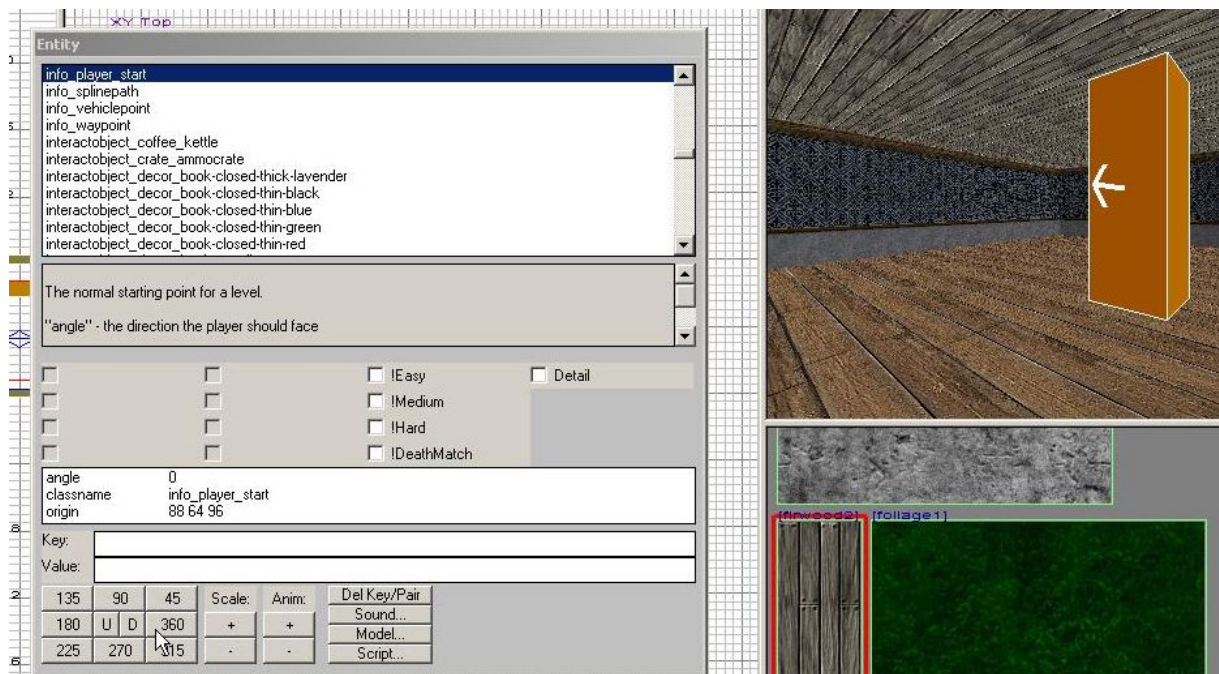 XY Top
Entity
info_player_start
info_splinepath
info_vehiclepoint
info_waypoint
interactobject_coffee_kettle
interactobject_crate_ammocrate
interactobject_decor_book-closed-thick-lavender
interactobject_decor_book-closed-thin-black
interactobject_decor_book-closed-thin-blue
interactobject_decor_book-closed-thin-green
interactobject_decor_book-closed-thin-red
The normal starting point for a level.
"angle" - the direction the player should face
!Easy Detail
!Medium
!Hard
!DeathMatch
angle 0
classname info_player_start
origin 88 64 96
[firwood2] [foliage1]
Key:
Value:
135 90 45 Scale: Anim: Del Key/Pair
180 U D 360 + + Sound...
Model...
225 270 315 - - Script...